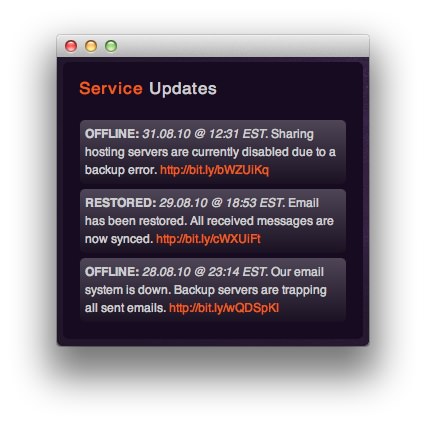 Service Updates
OFFLINE: 31.08.10 @ 12:31 EST. Sharing
hosting servers are currently disabled due to a
backup error. http://bit.ly/bWZUiKq
RESTORED: 29.08.10 @ 18:53 EST. Email
has been restored. All received messages are
now synced. http://bit.ly/cWXUiFt
OFFLINE: 28.08.10 @ 23:14 EST. Our email
system is down. Backup servers are trapping
all sent emails. http://bit.ly/wQDSpKl